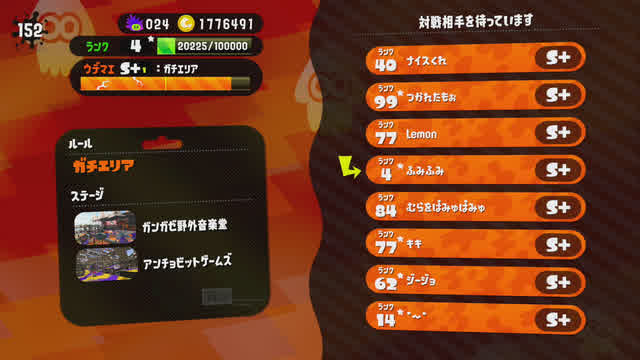 152
024
1776491
ランク 4★ 20225/100000
ウデマエ S+1 : ガチエリア
ルール
ガチエリア
ステージ
ガンガゼ野外音楽堂
アンチョビットゲームズ
対戦相手を待っています
ランク 40 ナイスくん S+
ランク 99★ つかれたもぉ S+
ランク 77 Lemon S+
ランク 4★ ふみふみ S+
ランク 84 むらをぱみゅぱみゅ S+
ランク 77★ キキ S+
ランク 62★ ジージョ S+
ランク 14★ S+